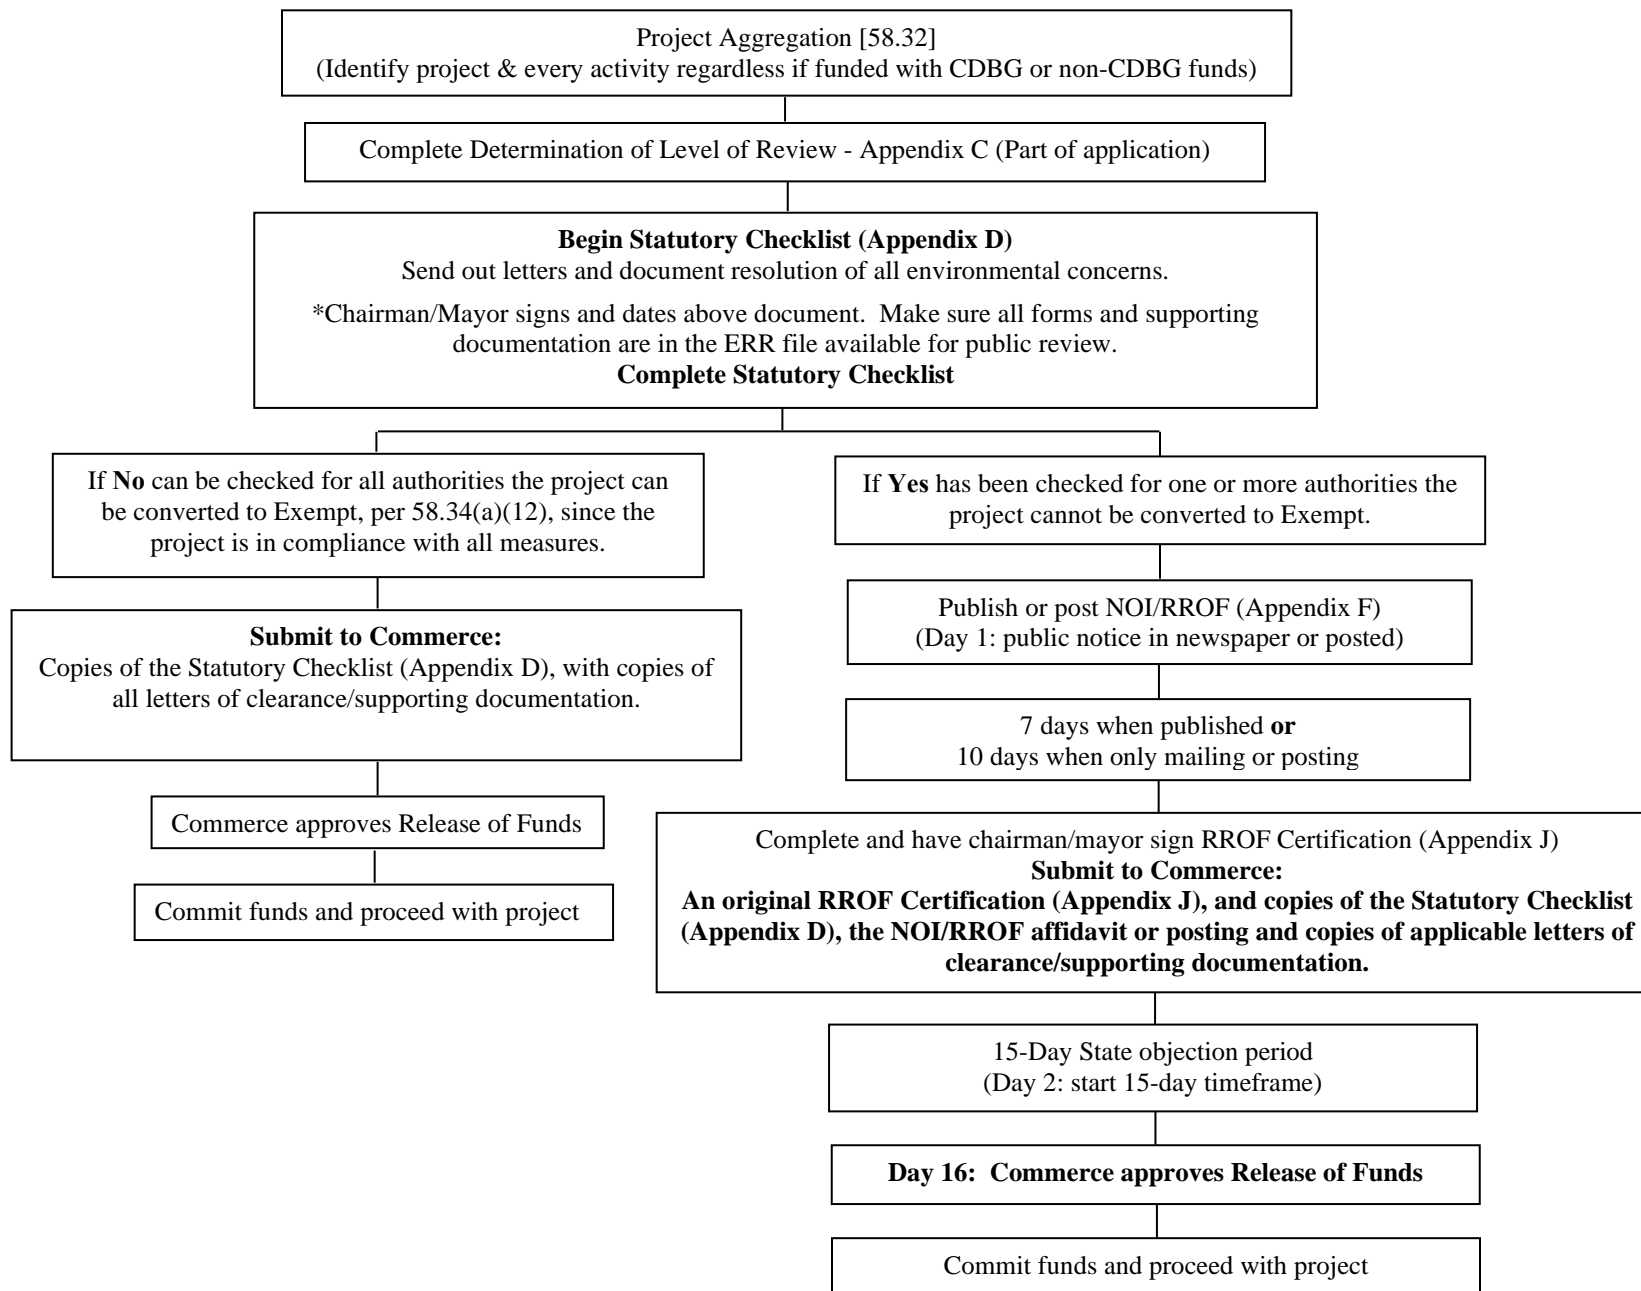 Project Aggregation [58.32]
(Identify project & every activity regardless if funded with CDBG or non-CDBG funds)
Complete Determination of Level of Review - Appendix C (Part of application)
Begin Statutory Checklist (Appendix D)
Send out letters and document resolution of all environmental concerns.
*Chairman/Mayor signs and dates above document.  Make sure all forms and supporting
documentation are in the ERR file available for public review.
Complete Statutory Checklist
If No can be checked for all authorities the project can
be converted to Exempt, per 58.34(a)(12), since the
project is in compliance with all measures.
Submit to Commerce:
Copies of the Statutory Checklist (Appendix D), with copies of
all letters of clearance/supporting documentation.
Commerce approves Release of Funds
Commit funds and proceed with project
If Yes has been checked for one or more authorities the
project cannot be converted to Exempt.
Publish or post NOI/RROF (Appendix F)
(Day 1: public notice in newspaper or posted)
7 days when published or
10 days when only mailing or posting
Complete and have chairman/mayor sign RROF Certification (Appendix J)
Submit to Commerce:
An original RROF Certification (Appendix J), and copies of the Statutory Checklist
(Appendix D), the NOI/RROF affidavit or posting and copies of applicable letters of
clearance/supporting documentation.
15-Day State objection period
(Day 2: start 15-day timeframe)
Day 16:  Commerce approves Release of Funds
Commit funds and proceed with project